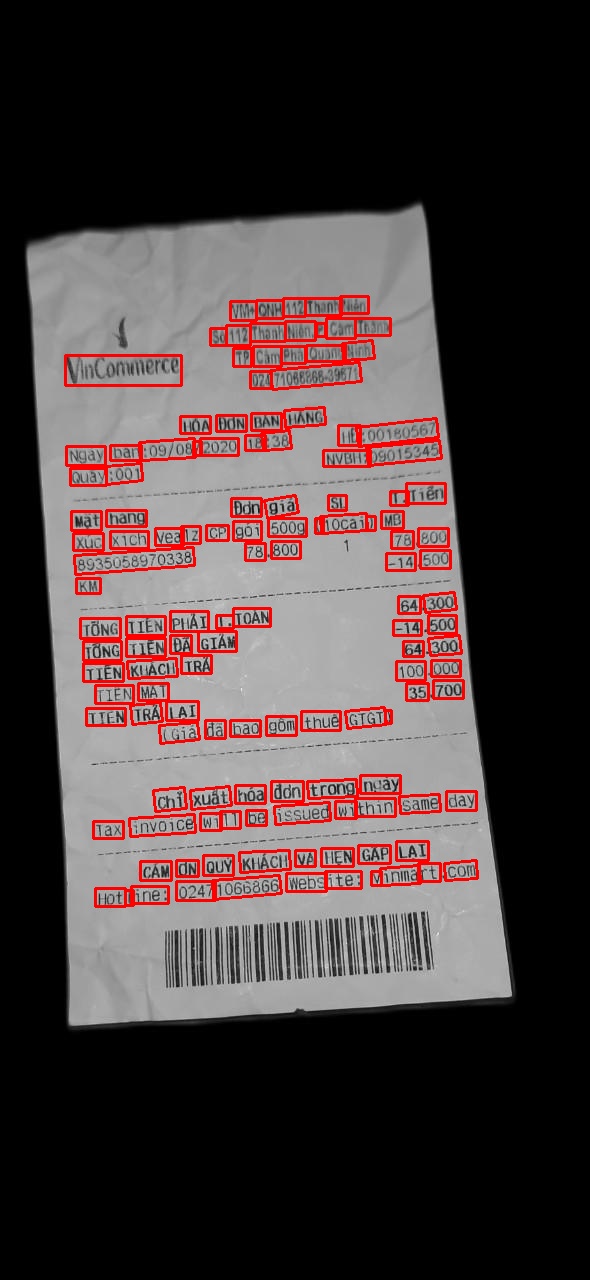 VM+ QNH 112 Thanh Niên
Số 112 Thanh Niên, P. Cẩm Thành
TP. Cẩm Phả Quảng Ninh
VinCommerce
024.71066866-39671
HÓA ĐƠN BÁN HÀNG
Ngày bán:09/08/2020 18:38 HĐ:00180567
Quầy:001 NVBH:09015345
Mặt hàng Đơn giá SL T.Tiền
Xúc xích Vealz CP gói 500g (10cái) MB
8935058970338 78.800 1 78.800
KM -14.500
TỔNG TIỀN PHẢI T.TOÁN 64.300
TỔNG TIỀN ĐÃ GIẢM -14.500
TIỀN KHÁCH TRẢ 64.300
TIỀN MẶT 100.000
TIỀN TRẢ LẠI 35.700
(Giá đã bao gồm thuế GTGT)
Chỉ xuất hóa đơn trong ngày
Tax invoice will be issued within same day
CẢM ƠN QUÝ KHÁCH VÀ HẸN GẶP LẠI
Hotline: 02471066866 Website: vinmart.com